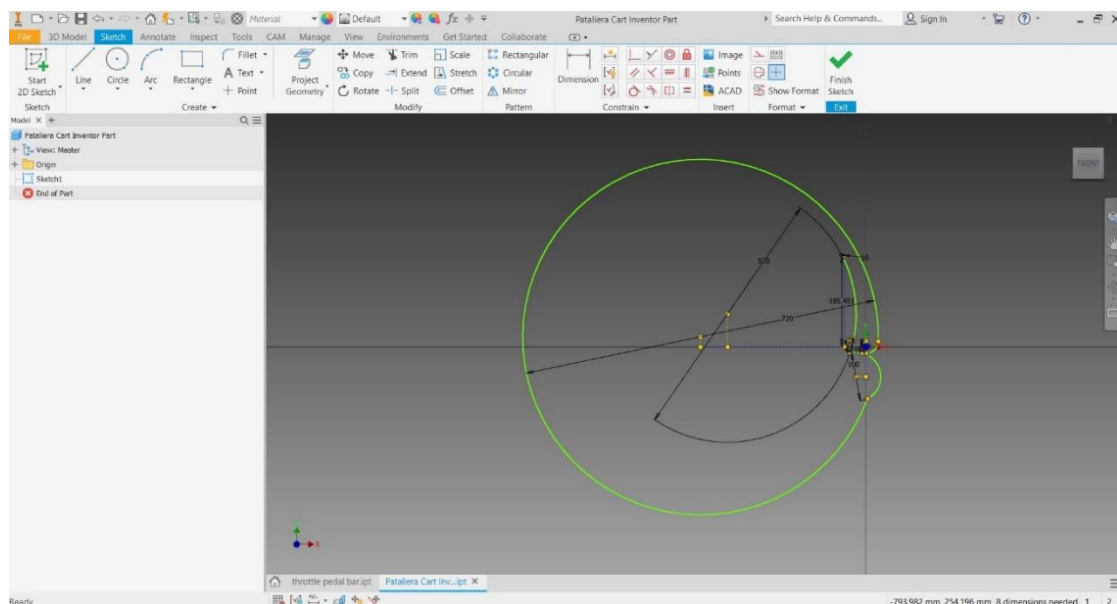 Material
Default
Pataliera Cart Inventor Part
Search Help & Commands...
Sign In
File 3D Model Sketch Annotate Inspect Tools CAM Manage View Environments Get Started Collaborate
Start 2D Sketch
Line
Circle
Arc
Rectangle
Fillet
Text
Point
Project Geometry
Move
Copy
Rotate
Trim
Extend
Split
Scale
Stretch
Offset
Rectangular
Circular
Mirror
Dimension
Image
Points
ACAD
Show Format
Finish Sketch
Sketch
Create
Modify
Pattern
Constrain
Insert
Format
Exit
Model
Pataliera Cart Inventor Part
View: Master
Origin
Sketch1
End of Part
FRONT
520
185.451
720
100
X
throttle pedal bar.ipt
Pataliera Cart Inv...ipt
Ready
-793.982 mm, 254.196 mm 8 dimensions needed 1 2